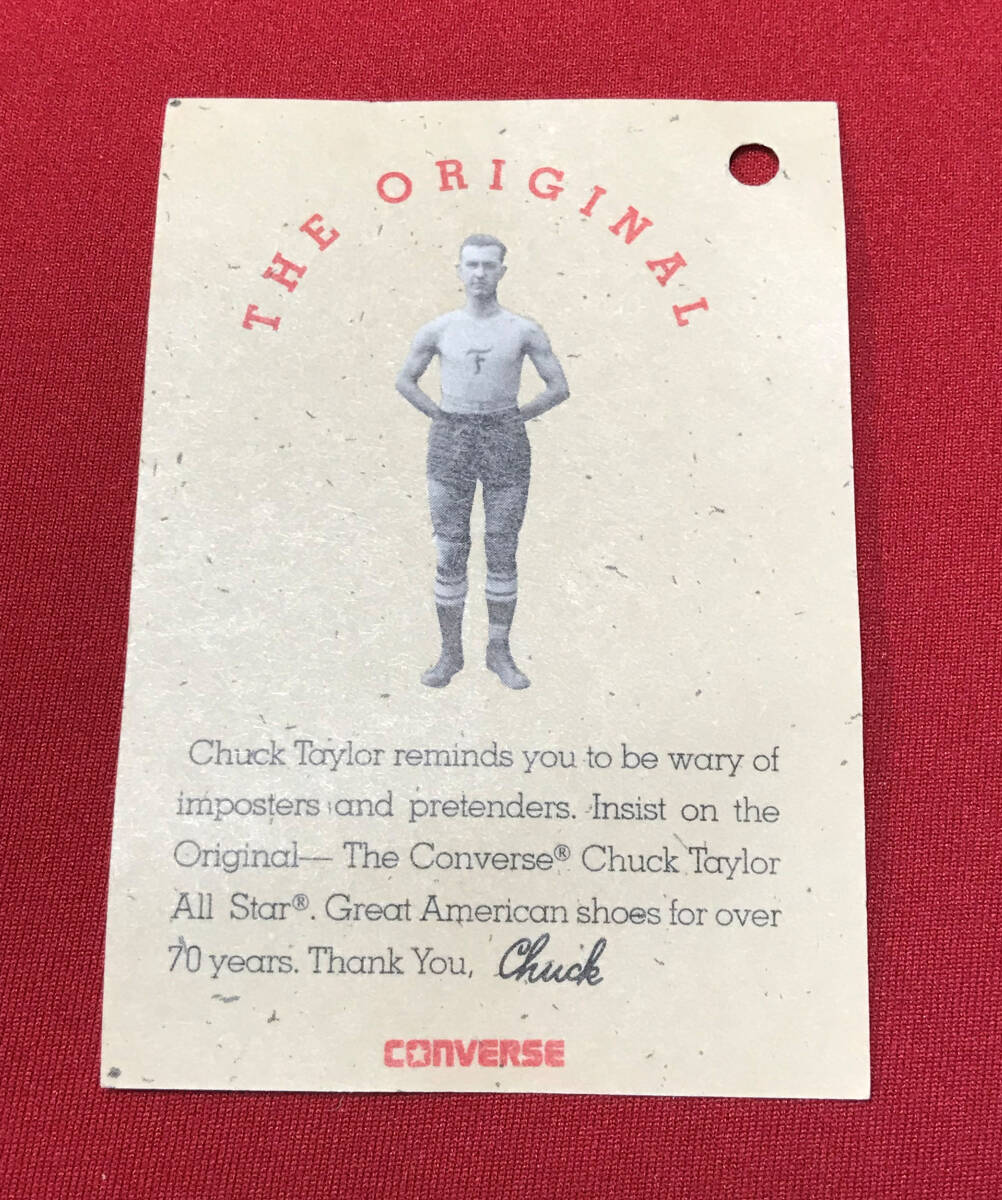 THE ORIGINAL
F
Chuck Taylor reminds you to be wary of
imposters and pretenders. Insist on the
Original— The Converse® Chuck Taylor
All Star®. Great American shoes for over
70 years. Thank You, Chuck
CONVERSE